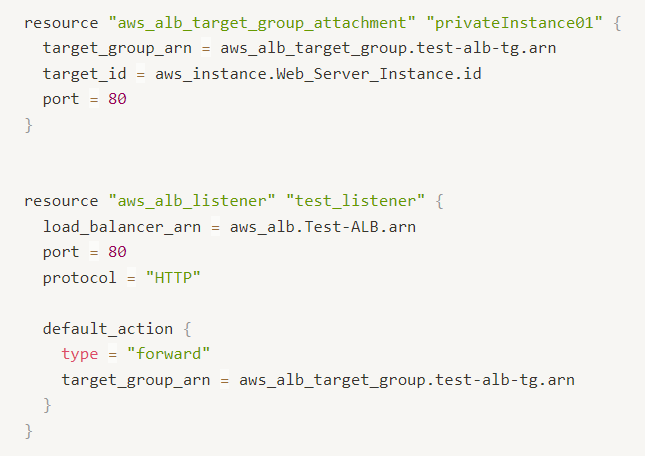 resource "aws_alb_target_group_attachment" "privateInstance01" {
  target_group_arn = aws_alb_target_group.test-alb-tg.arn
  target_id = aws_instance.Web_Server_Instance.id
  port = 80
}

resource "aws_alb_listener" "test_listener" {
  load_balancer_arn = aws_alb.Test-ALB.arn
  port = 80
  protocol = "HTTP"

  default_action {
    type = "forward"
    target_group_arn = aws_alb_target_group.test-alb-tg.arn
  }
}